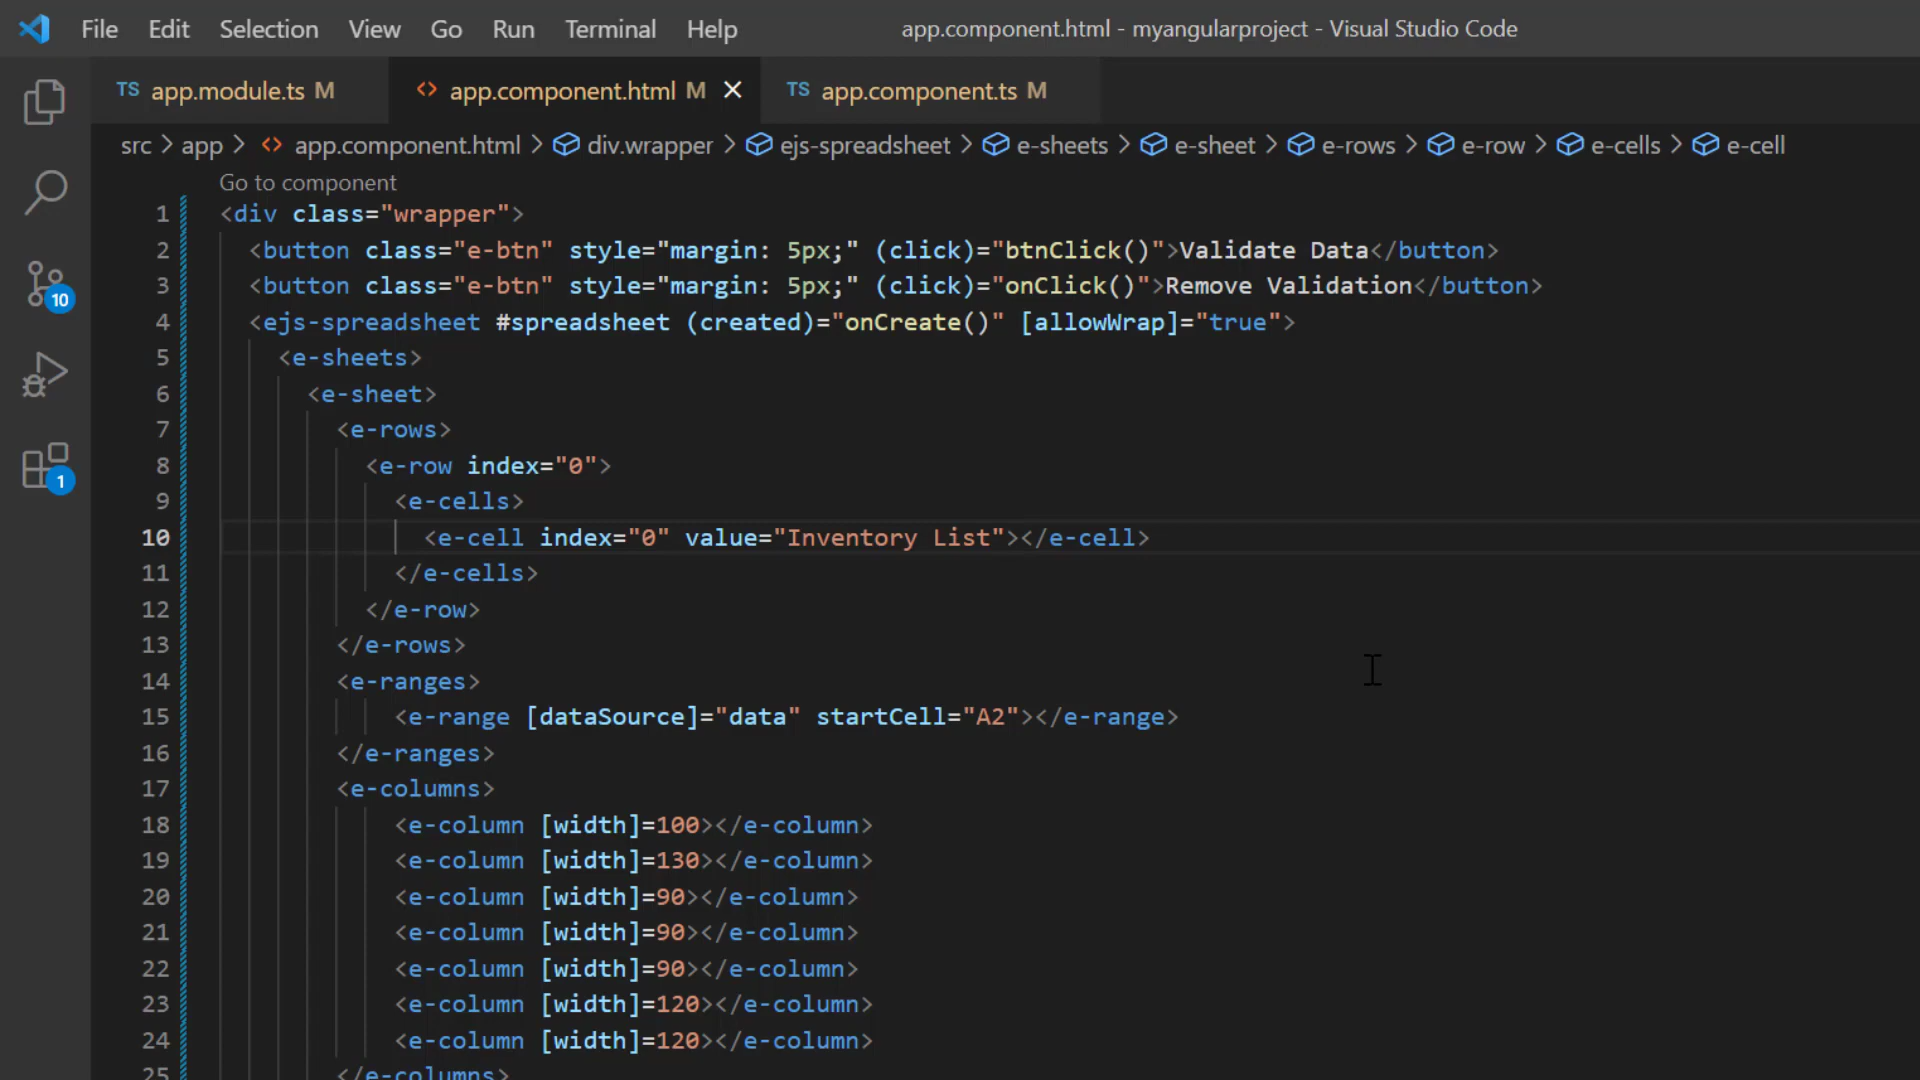 File Edit Selection View Go Run Terminal Help app.component.html - myangularproject - Visual Studio Code
TS app.module.ts M <> app.component.html M TS app.component.ts M
src > app > <> app.component.html > div.wrapper > ejs-spreadsheet > e-sheets > e-sheet > e-rows > e-row > e-cells > e-cell
Go to component
1 <div class="wrapper">
2 <button class="e-btn" style="margin: 5px;" (click)="btnClick()">Validate Data</button>
3 <button class="e-btn" style="margin: 5px;" (click)="onClick()">Remove Validation</button>
4 <ejs-spreadsheet #spreadsheet (created)="onCreate()" [allowWrap]="true">
5 <e-sheets>
6 <e-sheet>
7 <e-rows>
8 <e-row index="0">
9 <e-cells>
10 <e-cell index="0" value="Inventory List"></e-cell>
11 </e-cells>
12 </e-row>
13 </e-rows>
14 <e-ranges>
15 <e-range [dataSource]="data" startCell="A2"></e-range>
16 </e-ranges>
17 <e-columns>
18 <e-column [width]=100></e-column>
19 <e-column [width]=130></e-column>
20 <e-column [width]=90></e-column>
21 <e-column [width]=90></e-column>
22 <e-column [width]=90></e-column>
23 <e-column [width]=120></e-column>
24 <e-column [width]=120></e-column>
25 </e-columns>
10
1